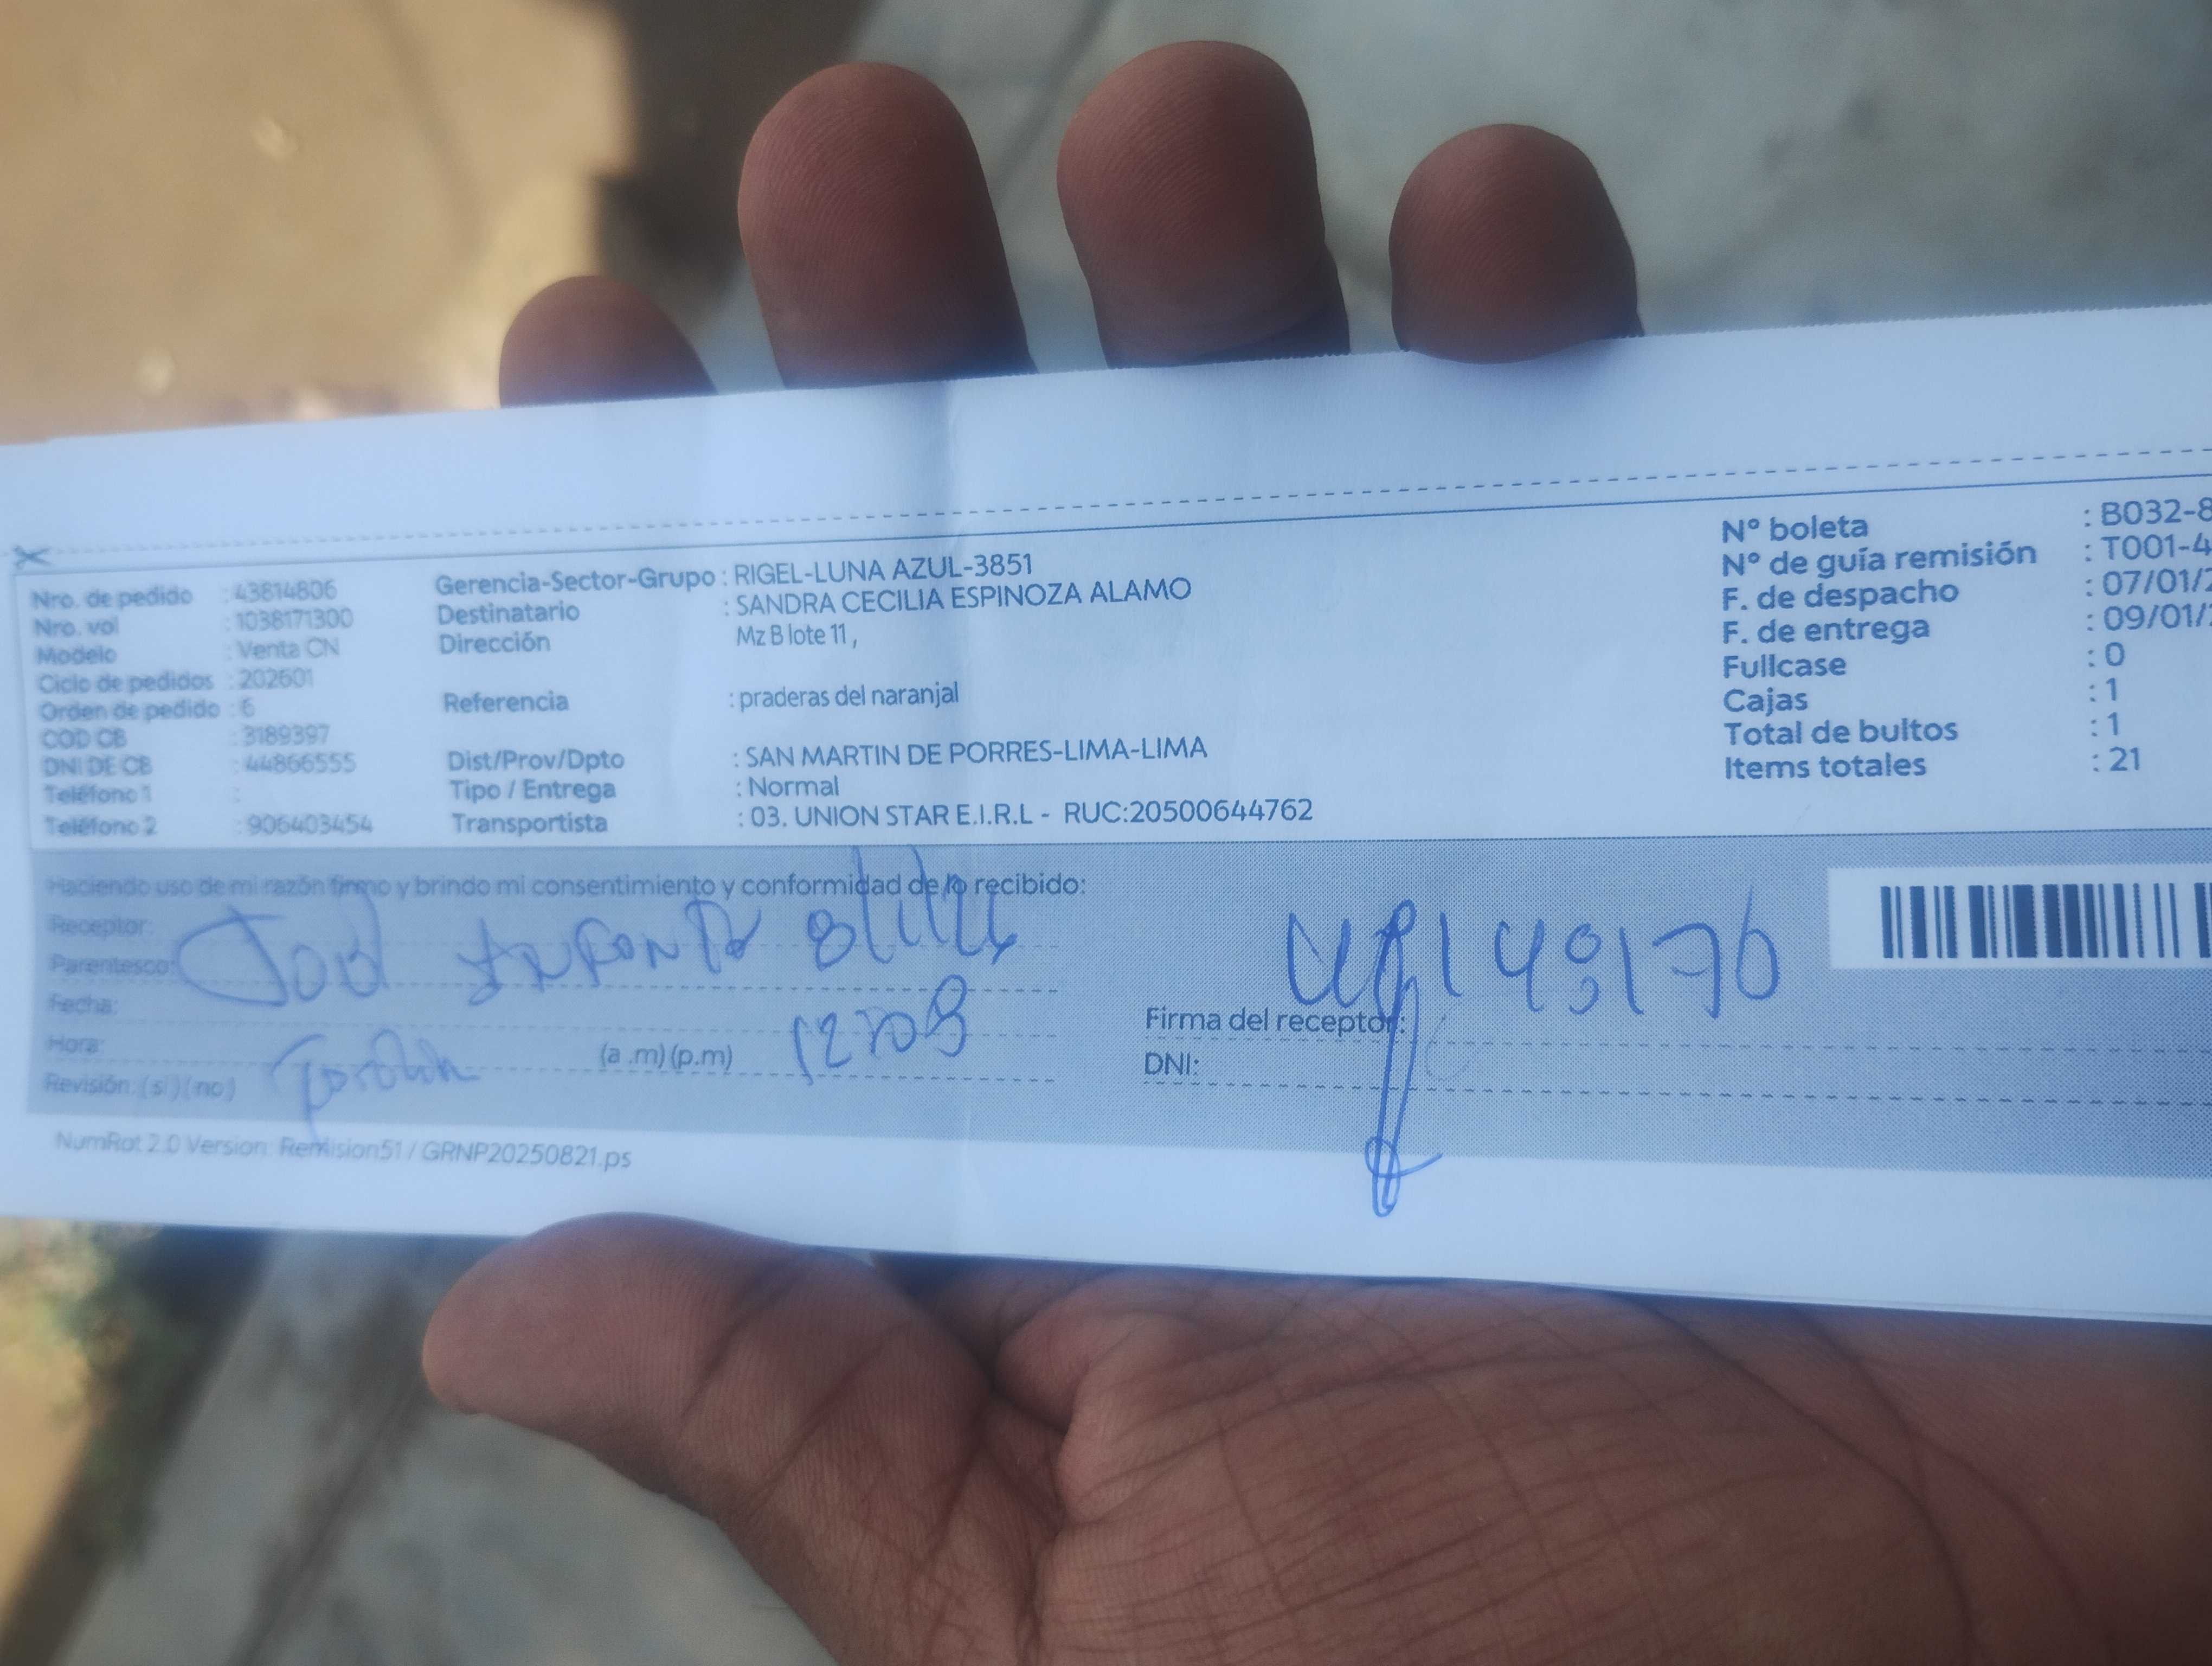 Nro. de pedido : 43814806
Nro. vol : 1038171300
Modelo : Venta CN
Ciclo de pedidos : 202601
Orden de pedido : 6
COD CB : 3189397
DNI DE CB : 44866555
Teléfono 1 :
Teléfono 2 : 906403454
Gerencia-Sector-Grupo : RIGEL-LUNA AZUL-3851
Destinatario : SANDRA CECILIA ESPINOZA ALAMO
Dirección Mz B lote 11 ,
Referencia : praderas del naranjal
Dist/Prov/Dpto : SAN MARTIN DE PORRES-LIMA-LIMA
Tipo / Entrega : Normal
Transportista : 03. UNION STAR E.I.R.L - RUC:20500644762
N° boleta : B032-8
N° de guía remisión : T001-4
F. de despacho : 07/01/2
F. de entrega : 09/01/
Fullcase : 0
Cajas : 1
Total de bultos : 1
Items totales : 21
Haciendo uso de mi razón firmo y brindo mi consentimiento y conformidad de lo recibido:
Receptor:
Parentesco: 8/1/26
Fecha:
Hora: (a .m) (p.m)
Revisión: (si) (no)
Firma del receptor:
DNI:
NumRot 2.0 Version: Remision51 / GRNP20250821.ps